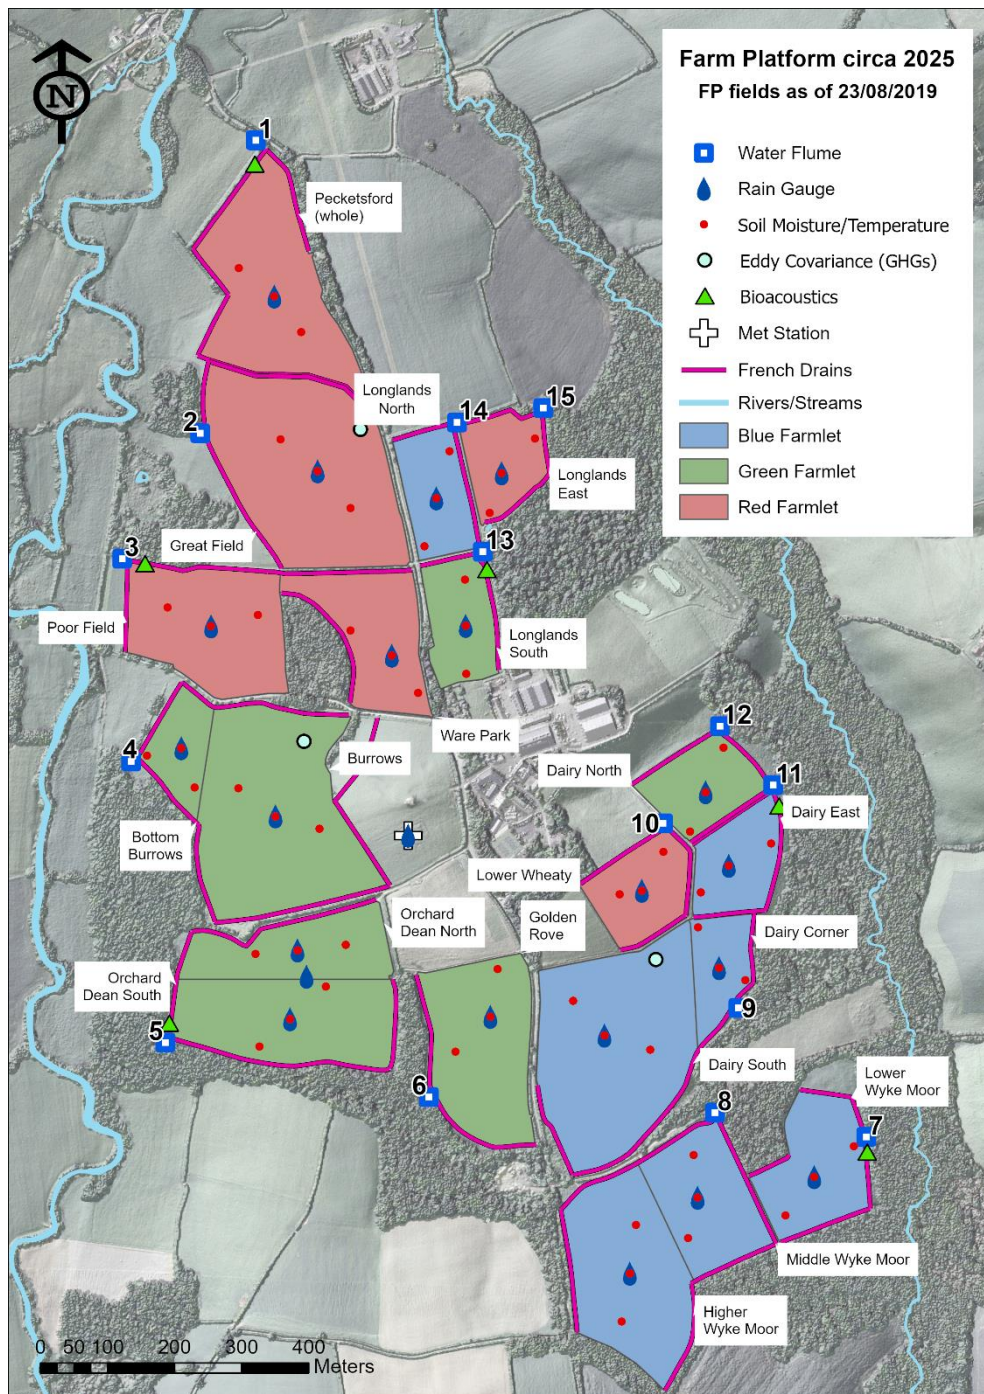 Farm Platform circa 2025
FP fields as of 23/08/2019
Water Flume
Rain Gauge
Soil Moisture/Temperature
Eddy Covariance (GHGs)
Bioacoustics
Met Station
French Drains
Rivers/Streams
Blue Farmlet
Green Farmlet
Red Farmlet
N
1
Pecketsford
(whole)
Longlands
North
2
14
15
Longlands
East
13
3
Great Field
Poor Field
Longlands
South
Ware Park
4
Burrows
Bottom
Burrows
12
Dairy North
11
Dairy East
10
Lower Wheaty
Golden
Rove
Orchard
Dean North
Dairy Corner
Orchard
Dean South
5
9
6
Dairy South
8
Lower
Wyke Moor
7
Middle Wyke Moor
Higher
Wyke Moor
0 50 100 200 300 400
Meters